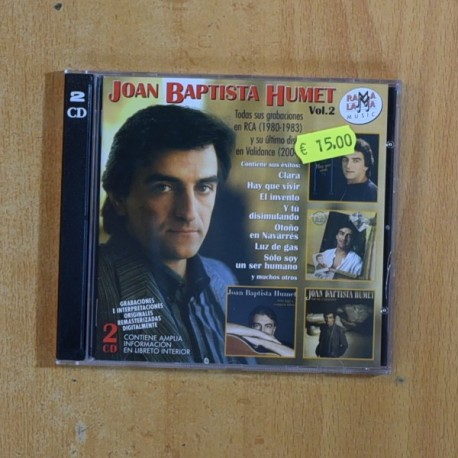 2 CD
JOAN BAPTISTA HUMET
Vol.2
RAMA LAMA
MUSIC
Todas sus grabaciones
en RCA (1980-1983)
y su último
en Validance
€ 15,00
Contiene sus éxitos:
Clara
Hay que vivir
El invento
Y tú
disimulando
Otoño
en Navarrés
Luz de gas
Sólo soy
un ser humano
y muchos otros
GRABACIONES
E INTERPRETACIONES
ORIGINALES
REMASTERIZADAS
DIGITALMENTE
2 CD
CONTIENE AMPLIA
INFORMACIÓN
EN LIBRETO INTERIOR
Joan Baptista Humet
JOAN BAPTISTA HUMET